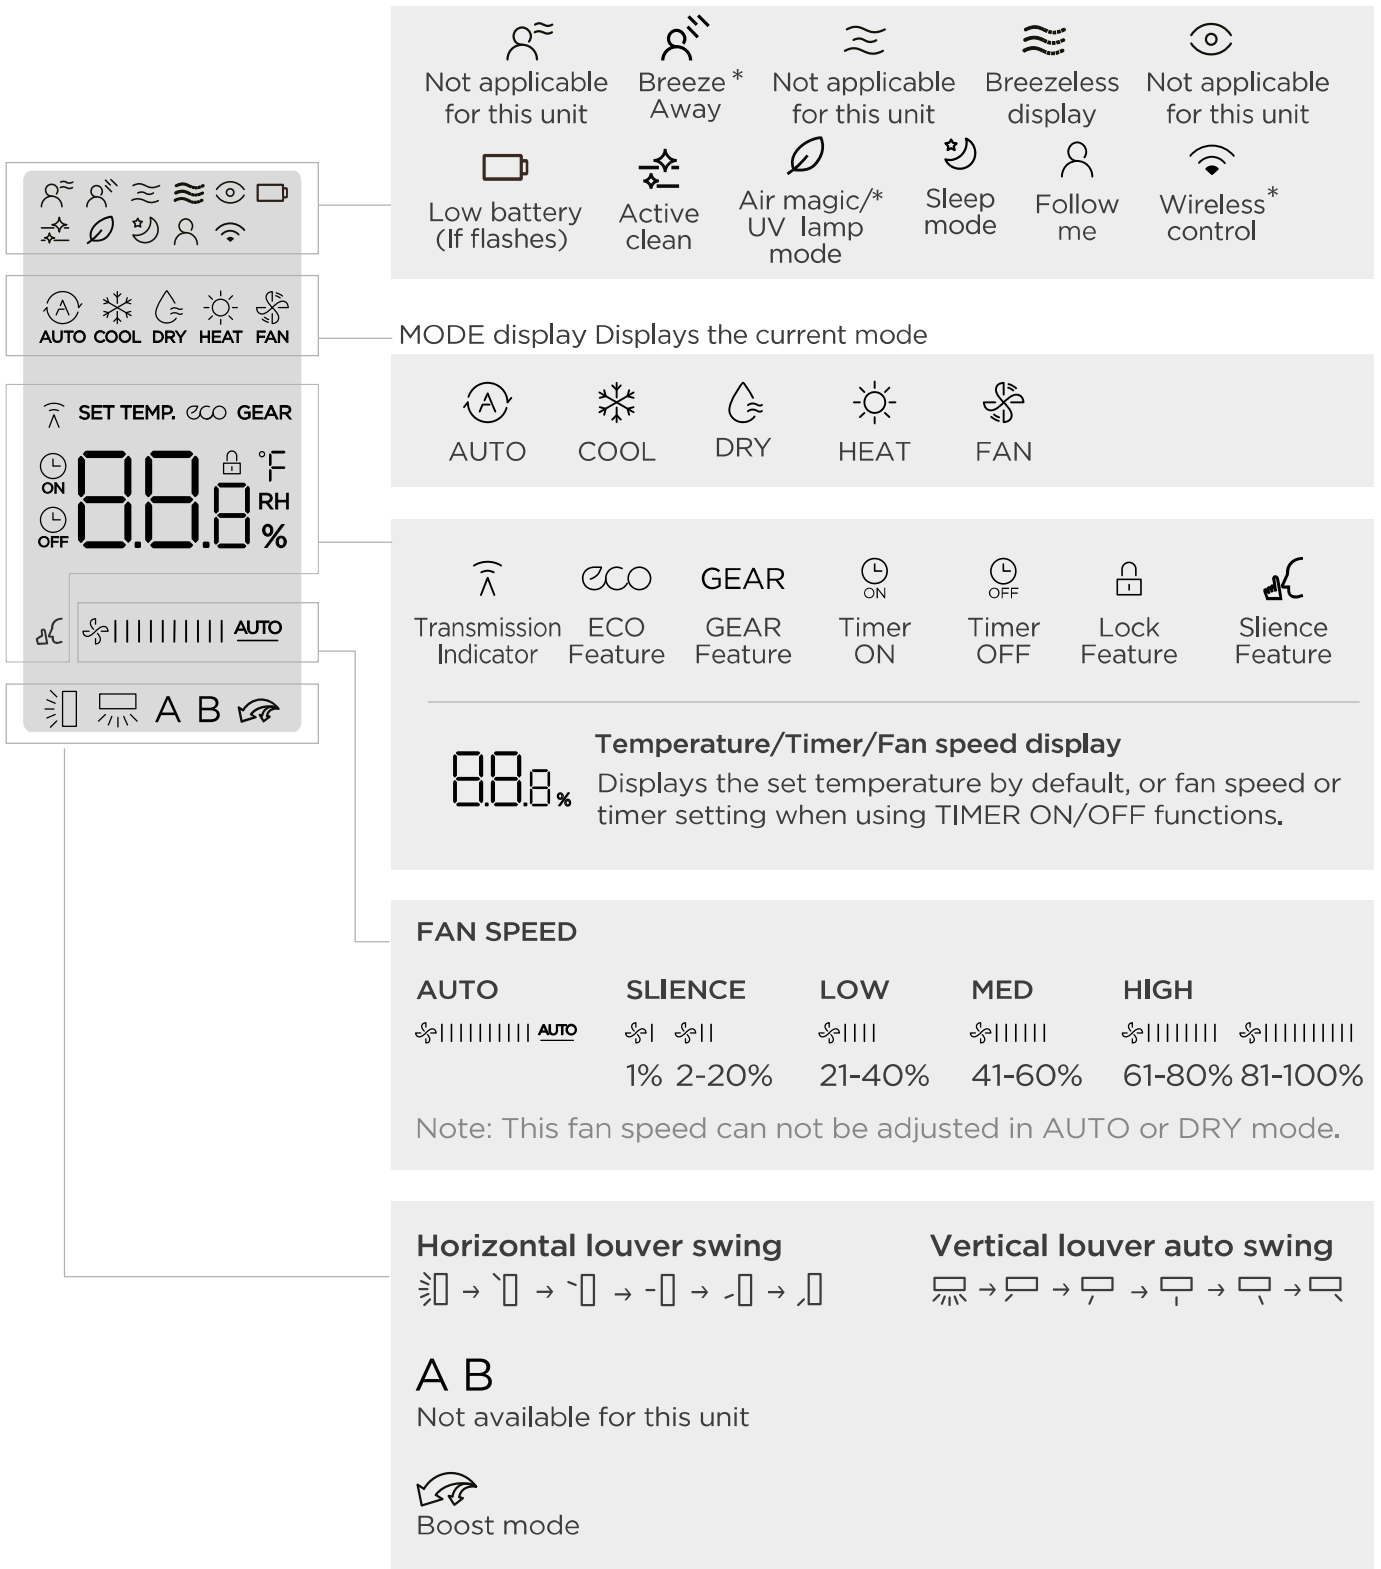 Not applicable for this unit
Breeze * Away
Not applicable for this unit
Breezeless display
Not applicable for this unit
Low battery (If flashes)
Active clean
Air magic/* UV lamp mode
Sleep mode
Follow me
Wireless* control
AUTO COOL DRY HEAT FAN
MODE display Displays the current mode
AUTO COOL DRY HEAT FAN
SET TEMP. eco GEAR
ON
88.8 °F
RH
OFF
%
AUTO
A B
eco GEAR ON OFF
Transmission Indicator
ECO Feature
GEAR Feature
Timer ON
Timer OFF
Lock Feature
Slience Feature
88.8 %
Temperature/Timer/Fan speed display
Displays the set temperature by default, or fan speed or
timer setting when using TIMER ON/OFF functions.
FAN SPEED
AUTO SLIENCE LOW MED HIGH
AUTO
1% 2-20% 21-40% 41-60% 61-80% 81-100%
Note: This fan speed can not be adjusted in AUTO or DRY mode.
Horizontal louver swing
Vertical louver auto swing
A B
Not available for this unit
Boost mode